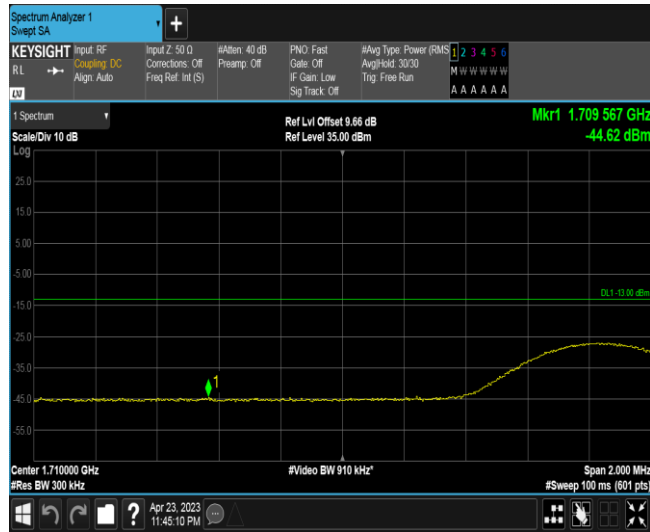 Spectrum Analyzer 1
Swept SA
+
KEYSIGHT
RL
LXI
Input: RF
Coupling: DC
Align: Auto
Input Z: 50 Ω
Corrections: Off
Freq Ref: Int (S)
#Atten: 40 dB
Preamp: Off
PNO: Fast
Gate: Off
IF Gain: Low
Sig Track: Off
#Avg Type: Power (RMS
Avg|Hold: 30/30
Trig: Free Run
1 2 3 4 5 6
M W W W W W
A A A A A A
1 Spectrum
Scale/Div 10 dB
Log
Ref Lvl Offset 9.66 dB
Ref Level 35.00 dBm
Mkr1 1.709 567 GHz
-44.62 dBm
25.0
15.0
5.00
-5.00
DL1 -13.00 dBm
-15.0
-25.0
-35.0
1
-45.0
-55.0
Center 1.710000 GHz
#Res BW 300 kHz
#Video BW 910 kHz*
Span 2.000 MHz
#Sweep 100 ms (601 pts)
?
Apr 23, 2023
11:45:10 PM